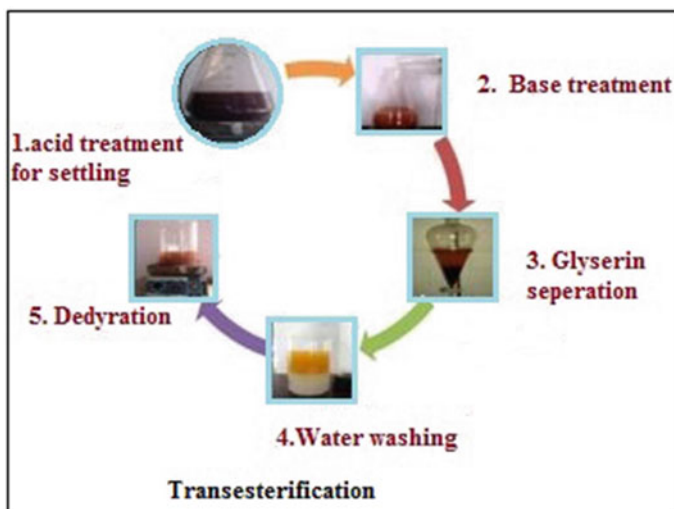 1.acid treatment
for settling
2. Base treatment
3. Glyserin
seperation
4.Water washing
5. Dedyration
Transesterification